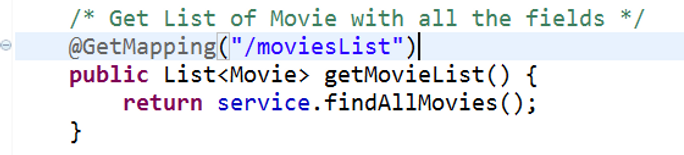 /* Get List of Movie with all the fields */
@GetMapping("/moviesList")
public List<Movie> getMovieList() {
return service.findAllMovies();
}